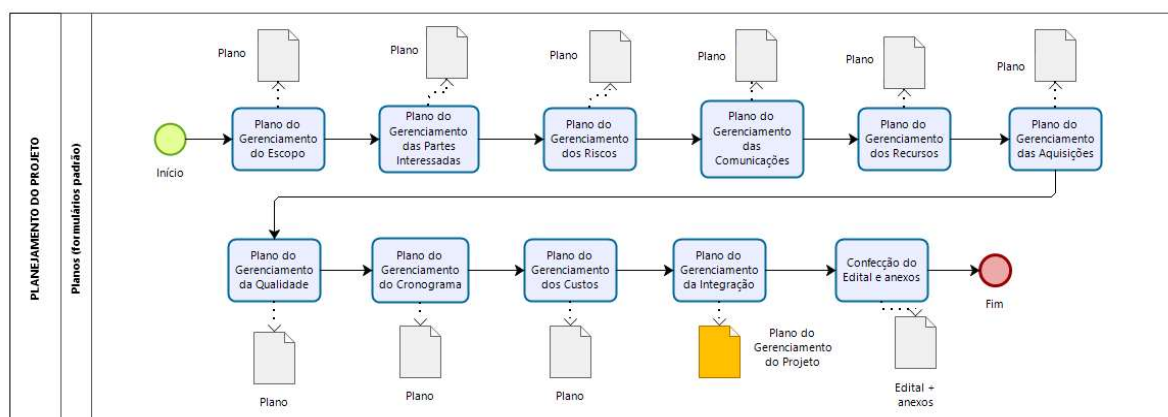 PLANEJAMENTO DO PROJETO
Planos (formulários padrão)
Plano
Plano
Plano
Plano
Plano
Plano
Início
Plano do
Gerenciamento
do Escopo
Plano do
Gerenciamento
das Partes
Interessadas
Plano do
Gerenciamento
dos Riscos
Plano do
Gerenciamento
das
Comunicações
Plano do
Gerenciamento
dos Recursos
Plano do
Gerenciamento
das Aquisições
Plano do
Gerenciamento
da Qualidade
Plano do
Gerenciamento
do Cronograma
Plano do
Gerenciamento
dos Custos
Plano do
Gerenciamento
da Integração
Confecção do
Edital e anexos
Fim
Plano
Plano
Plano
Plano do
Gerenciamento
do Projeto
Edital +
anexos